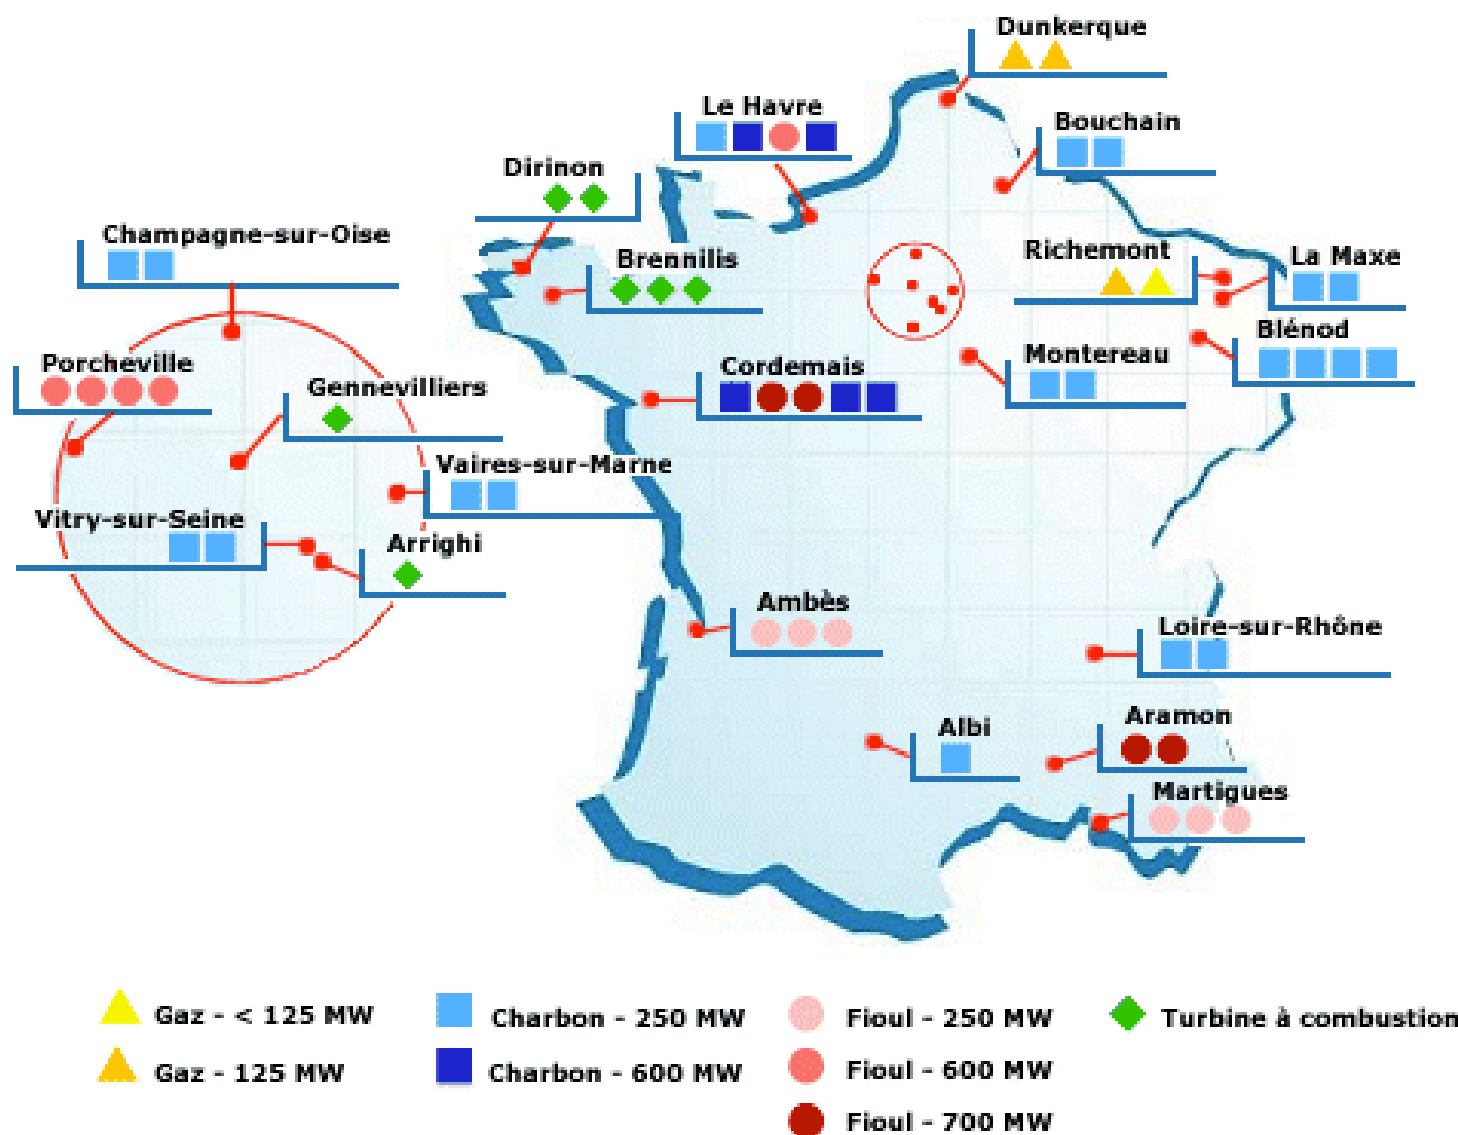 Dunkerque
Le Havre
Bouchain
Dirinon
Champagne-sur-Oise
Brennilis
Richemont
La Maxe
Blénod
Porcheville
Gennevilliers
Cordemais
Montereau
Vaires-sur-Marne
Vitry-sur-Seine
Arrighi
Ambès
Loire-sur-Rhône
Albi
Aramon
Martigues
Gaz - < 125 MW
Charbon - 250 MW
Fioul - 250 MW
Turbine à combustion
Gaz - 125 MW
Charbon - 600 MW
Fioul - 600 MW
Fioul - 700 MW